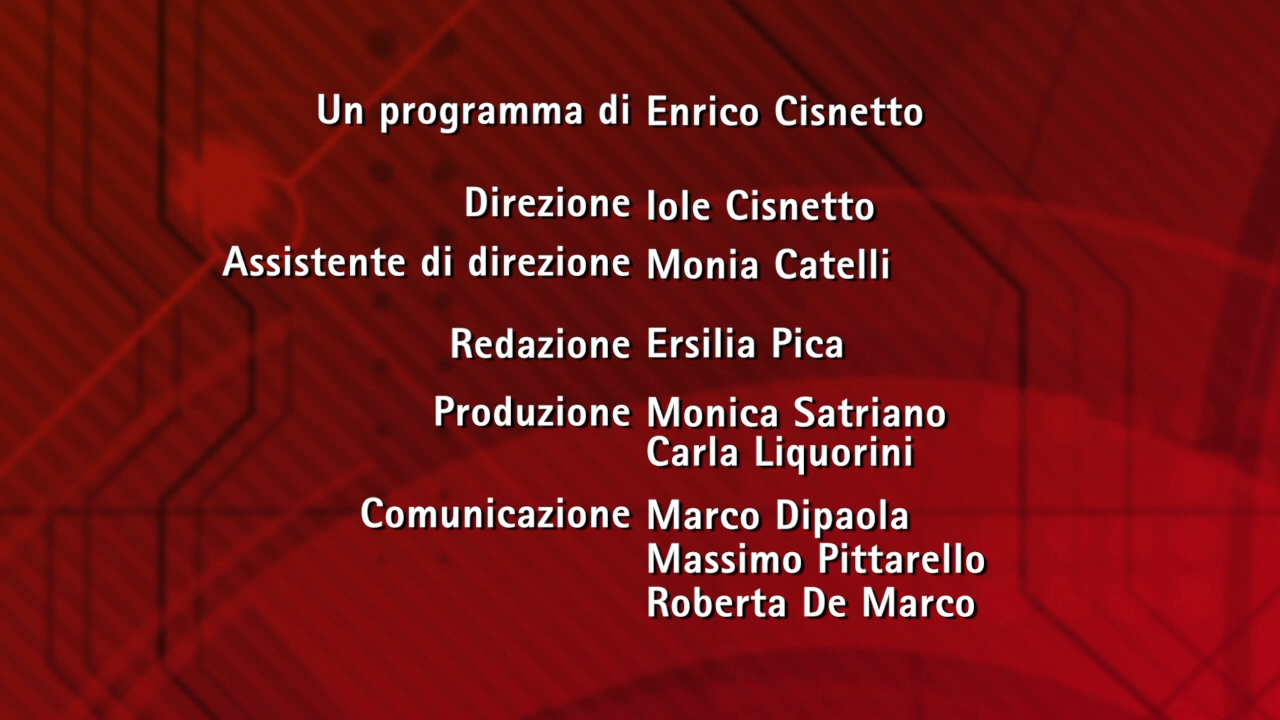 Un programma di Enrico Cisnetto
Direzione Iole Cisnetto
Assistente di direzione Monia Catelli
Redazione Ersilia Pica
Produzione Monica Satriano
Carla Liquorini
Comunicazione Marco Dipaola
Massimo Pittarello
Roberta De Marco